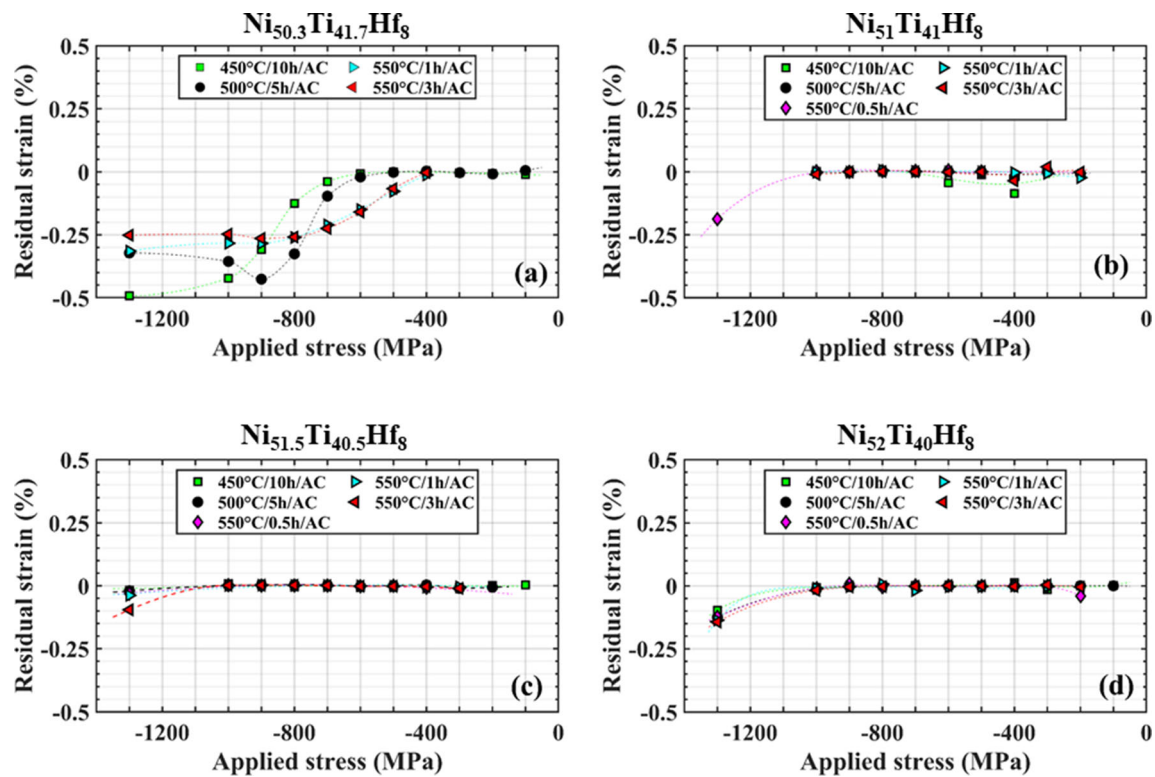 Ni50.3Ti41.7Hf8
Residual strain (%)
0.5
0.25
0
-0.25
-0.5
450°C/10h/AC 550°C/1h/AC
500°C/5h/AC 550°C/3h/AC
(a)
-1200 -800 -400 0
Applied stress (MPa)
Ni51Ti41Hf8
Residual strain (%)
0.5
0.25
0
-0.25
-0.5
450°C/10h/AC 550°C/1h/AC
500°C/5h/AC 550°C/3h/AC
550°C/0.5h/AC
(b)
-1200 -800 -400 0
Applied stress (MPa)
Ni51.5Ti40.5Hf8
Residual strain (%)
0.5
0.25
0
-0.25
-0.5
450°C/10h/AC 550°C/1h/AC
500°C/5h/AC 550°C/3h/AC
550°C/0.5h/AC
(c)
-1200 -800 -400 0
Applied stress (MPa)
Ni52Ti40Hf8
Residual strain (%)
0.5
0.25
0
-0.25
-0.5
450°C/10h/AC 550°C/1h/AC
500°C/5h/AC 550°C/3h/AC
550°C/0.5h/AC
(d)
-1200 -800 -400 0
Applied stress (MPa)